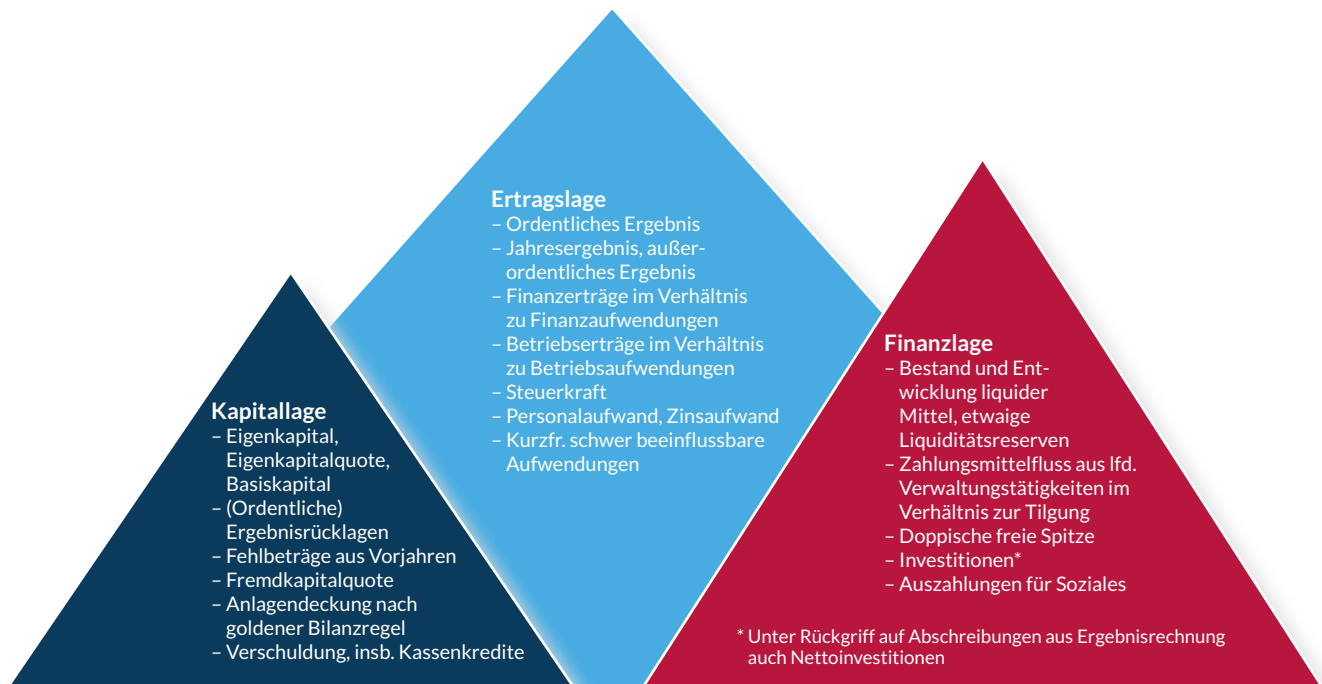 Ertragslage
– Ordentliches Ergebnis
– Jahresergebnis, außer-
ordentliches Ergebnis
– Finanzerträge im Verhältnis
zu Finanzaufwendungen
– Betriebserträge im Verhältnis
zu Betriebsaufwendungen
– Steuerkraft
– Personalaufwand, Zinsaufwand
– Kurzfr. schwer beeinflussbare
Aufwendungen
Kapitallage
– Eigenkapital,
Eigenkapitalquote,
Basiskapital
– (Ordentliche)
Ergebnisrücklagen
– Fehlbeträge aus Vorjahren
– Fremdkapitalquote
– Anlagendeckung nach
goldener Bilanzregel
– Verschuldung, insb. Kassenkredite
Finanzlage
– Bestand und Ent-
wicklung liquider
Mittel, etwaige
Liquiditätsreserven
– Zahlungsmittelfluss aus lfd.
Verwaltungstätigkeiten im
Verhältnis zur Tilgung
– Doppische freie Spitze
– Investitionen*
– Auszahlungen für Soziales
* Unter Rückgriff auf Abschreibungen aus Ergebnisrechnung
auch Nettoinvestitionen